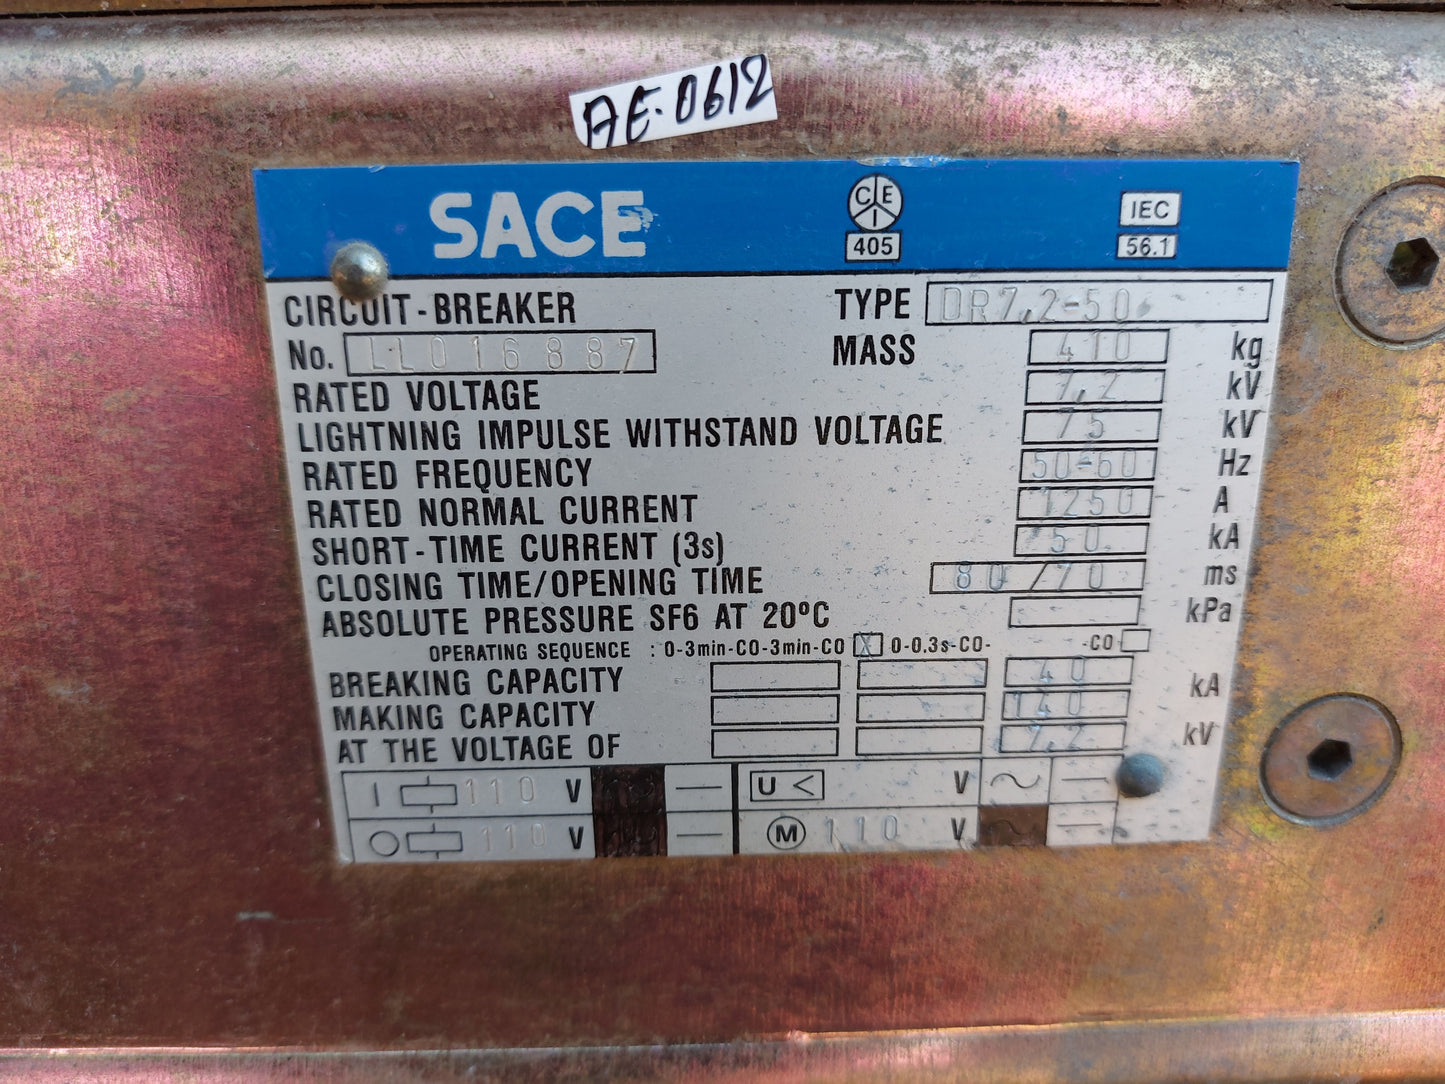 AE-0612
SACE
CEI
405
IEC
56.1
CIRCUIT-BREAKER TYPE DR7,2-50
No. LL016887 MASS 410 kg
RATED VOLTAGE 7,2 kV
LIGHTNING IMPULSE WITHSTAND VOLTAGE 75 kV
RATED FREQUENCY 50-60 Hz
RATED NORMAL CURRENT 1250 A
SHORT-TIME CURRENT (3s) 50 kA
CLOSING TIME/OPENING TIME 80/70 ms
ABSOLUTE PRESSURE SF6 AT 20°C kPa
OPERATING SEQUENCE : 0-3min-CO-3min-CO X 0-0.3s-CO- -CO
BREAKING CAPACITY 40 kA
MAKING CAPACITY 140
AT THE VOLTAGE OF 7,2 kV
I 110 V U < V
O 110 V M 110 V